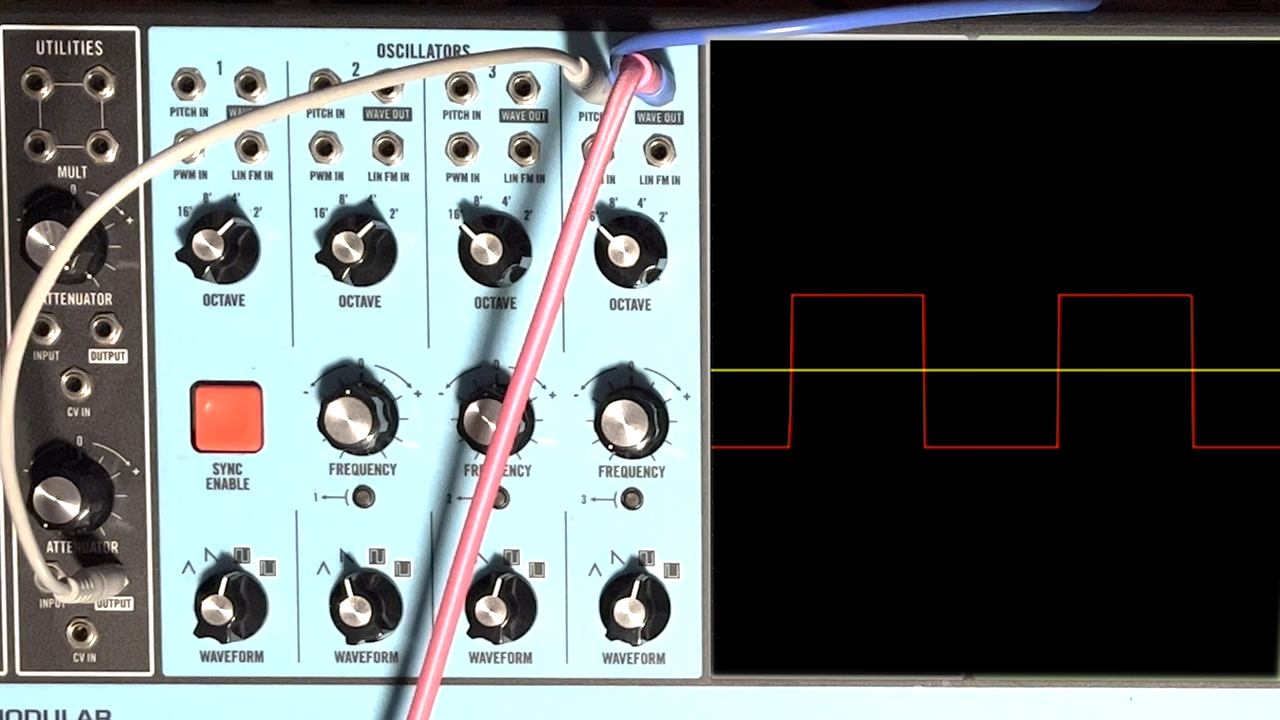 UTILITIES
MULT
0
+
ATTENUATOR
INPUT
OUTPUT
CV IN
0
+
ATTENUATOR
INPUT
OUTPUT
CV IN
OSCILLATORS
1
2
3
PITCH IN
PITCH IN
WAVE OUT
PITCH IN
WAVE OUT
WAVE OUT
PWM IN
LIN FM IN
PWM IN
LIN FM IN
PWM IN
LIN FM IN
LIN FM IN
16' 8' 4' 2'
16' 8' 4' 2'
16' 8' 4' 2'
8' 4' 2'
OCTAVE
OCTAVE
OCTAVE
OCTAVE
- 0 +
- 0 +
- 0 +
SYNC
ENABLE
FREQUENCY
FREQUENCY
FREQUENCY
1
2
3
WAVEFORM
WAVEFORM
WAVEFORM
WAVEFORM
MODULAR